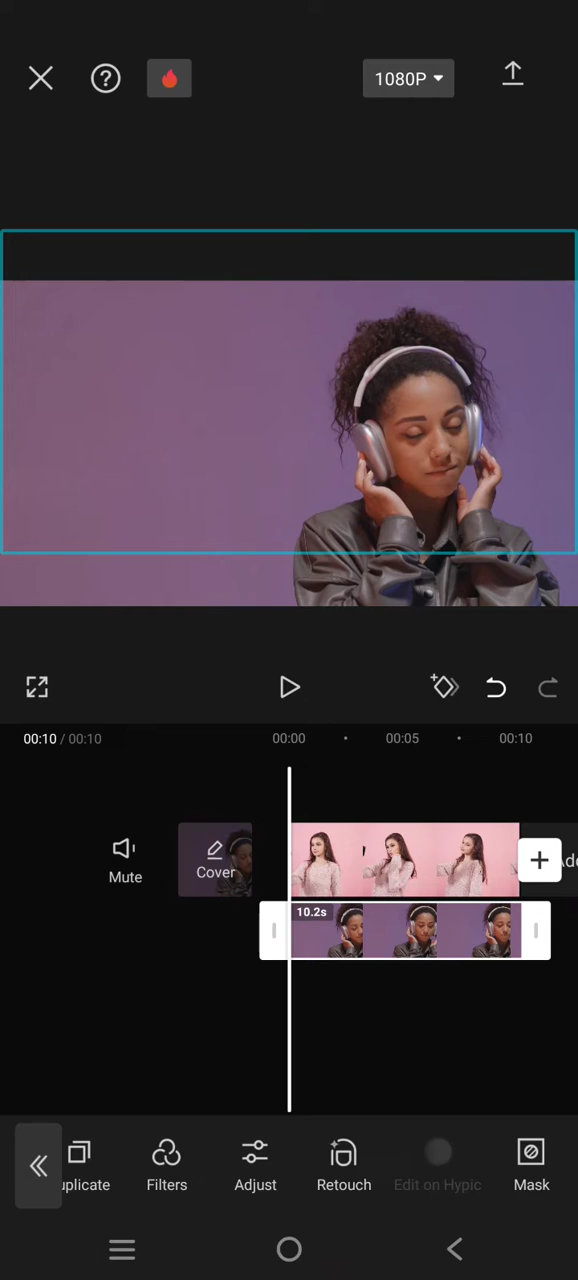 1080P
00:10 / 00:10
00:00
00:05
00:10
Mute
Cover
10.2s
uplicate
Filters
Adjust
Retouch
Edit on Hypic
Mask